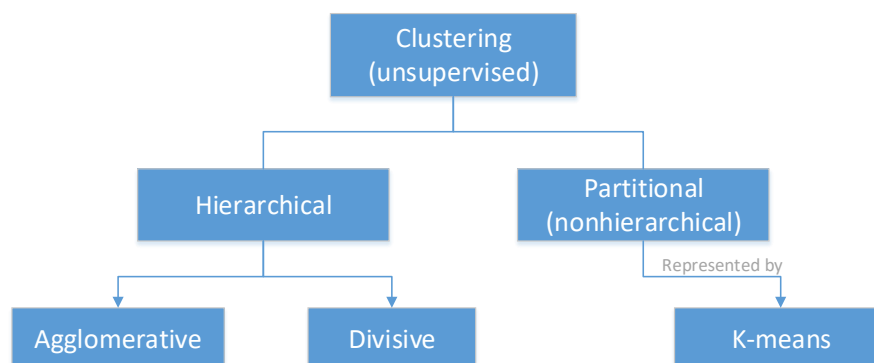 Clustering
(unsupervised)
Hierarchical
Partitional
(nonhierarchical)
Represented by
Agglomerative
Divisive
K-means